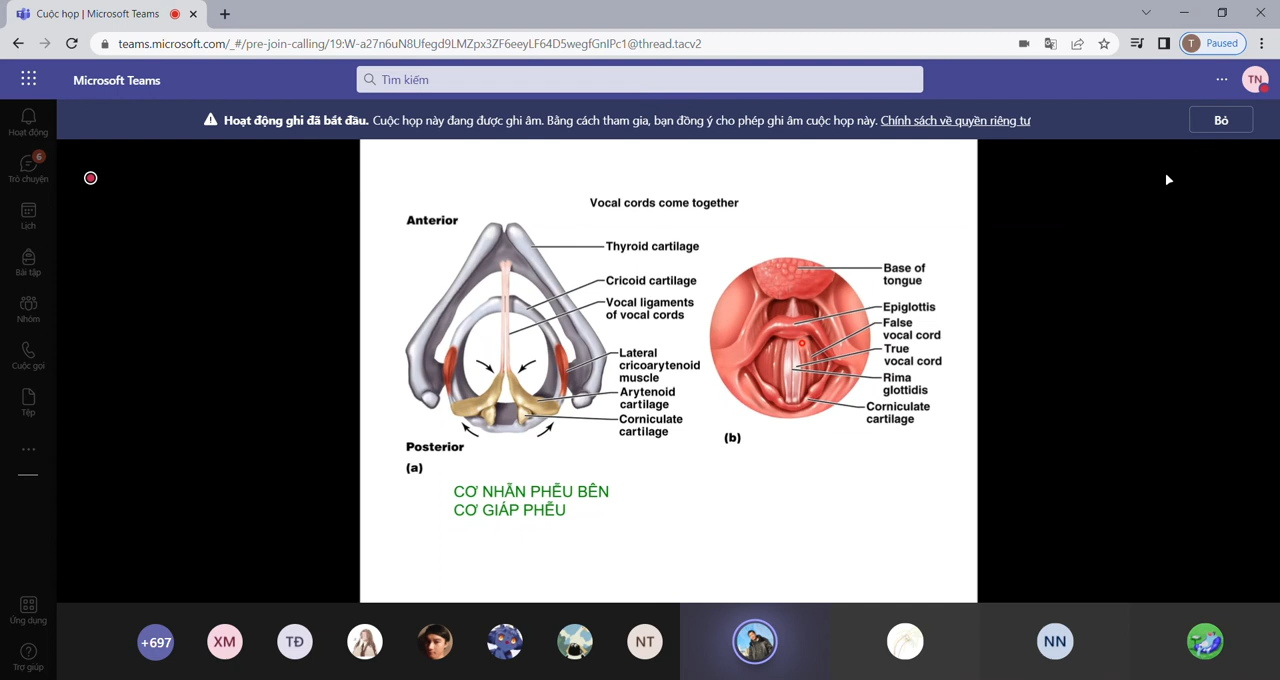 Cuộc họp | Microsoft Teams
teams.microsoft.com/_#/pre-join-calling/19:W-a27n6uN8Ufegd9LMZpx3ZF6eeyLF64D5wegfGnIPc1@thread.tacv2
T Paused
Microsoft Teams
Tìm kiếm
TN
Hoạt động ghi đã bắt đầu. Cuộc họp này đang được ghi âm. Bằng cách tham gia, bạn đồng ý cho phép ghi âm cuộc họp này. Chính sách về quyền riêng tư
Bỏ
Hoạt động
6
Trò chuyện
Lịch
Bài tập
Nhóm
Cuộc gọi
Tệp
Ứng dụng
Trợ giúp
Vocal cords come together
Anterior
Thyroid cartilage
Cricoid cartilage
Vocal ligaments
of vocal cords
Lateral
cricoarytenoid
muscle
Arytenoid
cartilage
Corniculate
cartilage
Posterior
(a)
Base of
tongue
Epiglottis
False
vocal cord
True
vocal cord
Rima
glottidis
Corniculate
cartilage
(b)
CƠ NHẪN PHỄU BÊN
CƠ GIÁP PHỄU
+697
XM
TĐ
NT
NN